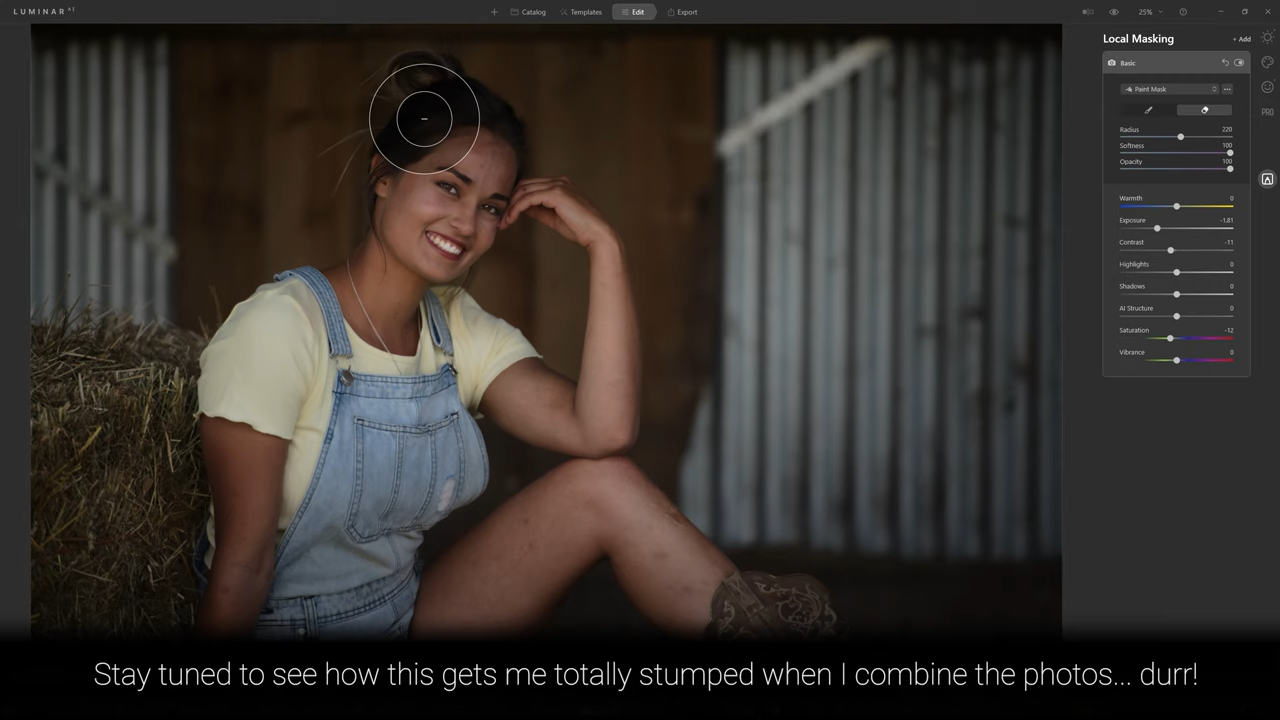 LUMINAR AI
Catalog
Templates
Edit
Export
25%
Local Masking
+ Add
Basic
Paint Mask
Radius 220
Softness 100
Opacity 100
Warmth 0
Exposure -1.81
Contrast -11
Highlights 0
Shadows 0
AI Structure 0
Saturation -12
Vibrance 0
PRO
Stay tuned to see how this gets me totally stumped when I combine the photos... durr!